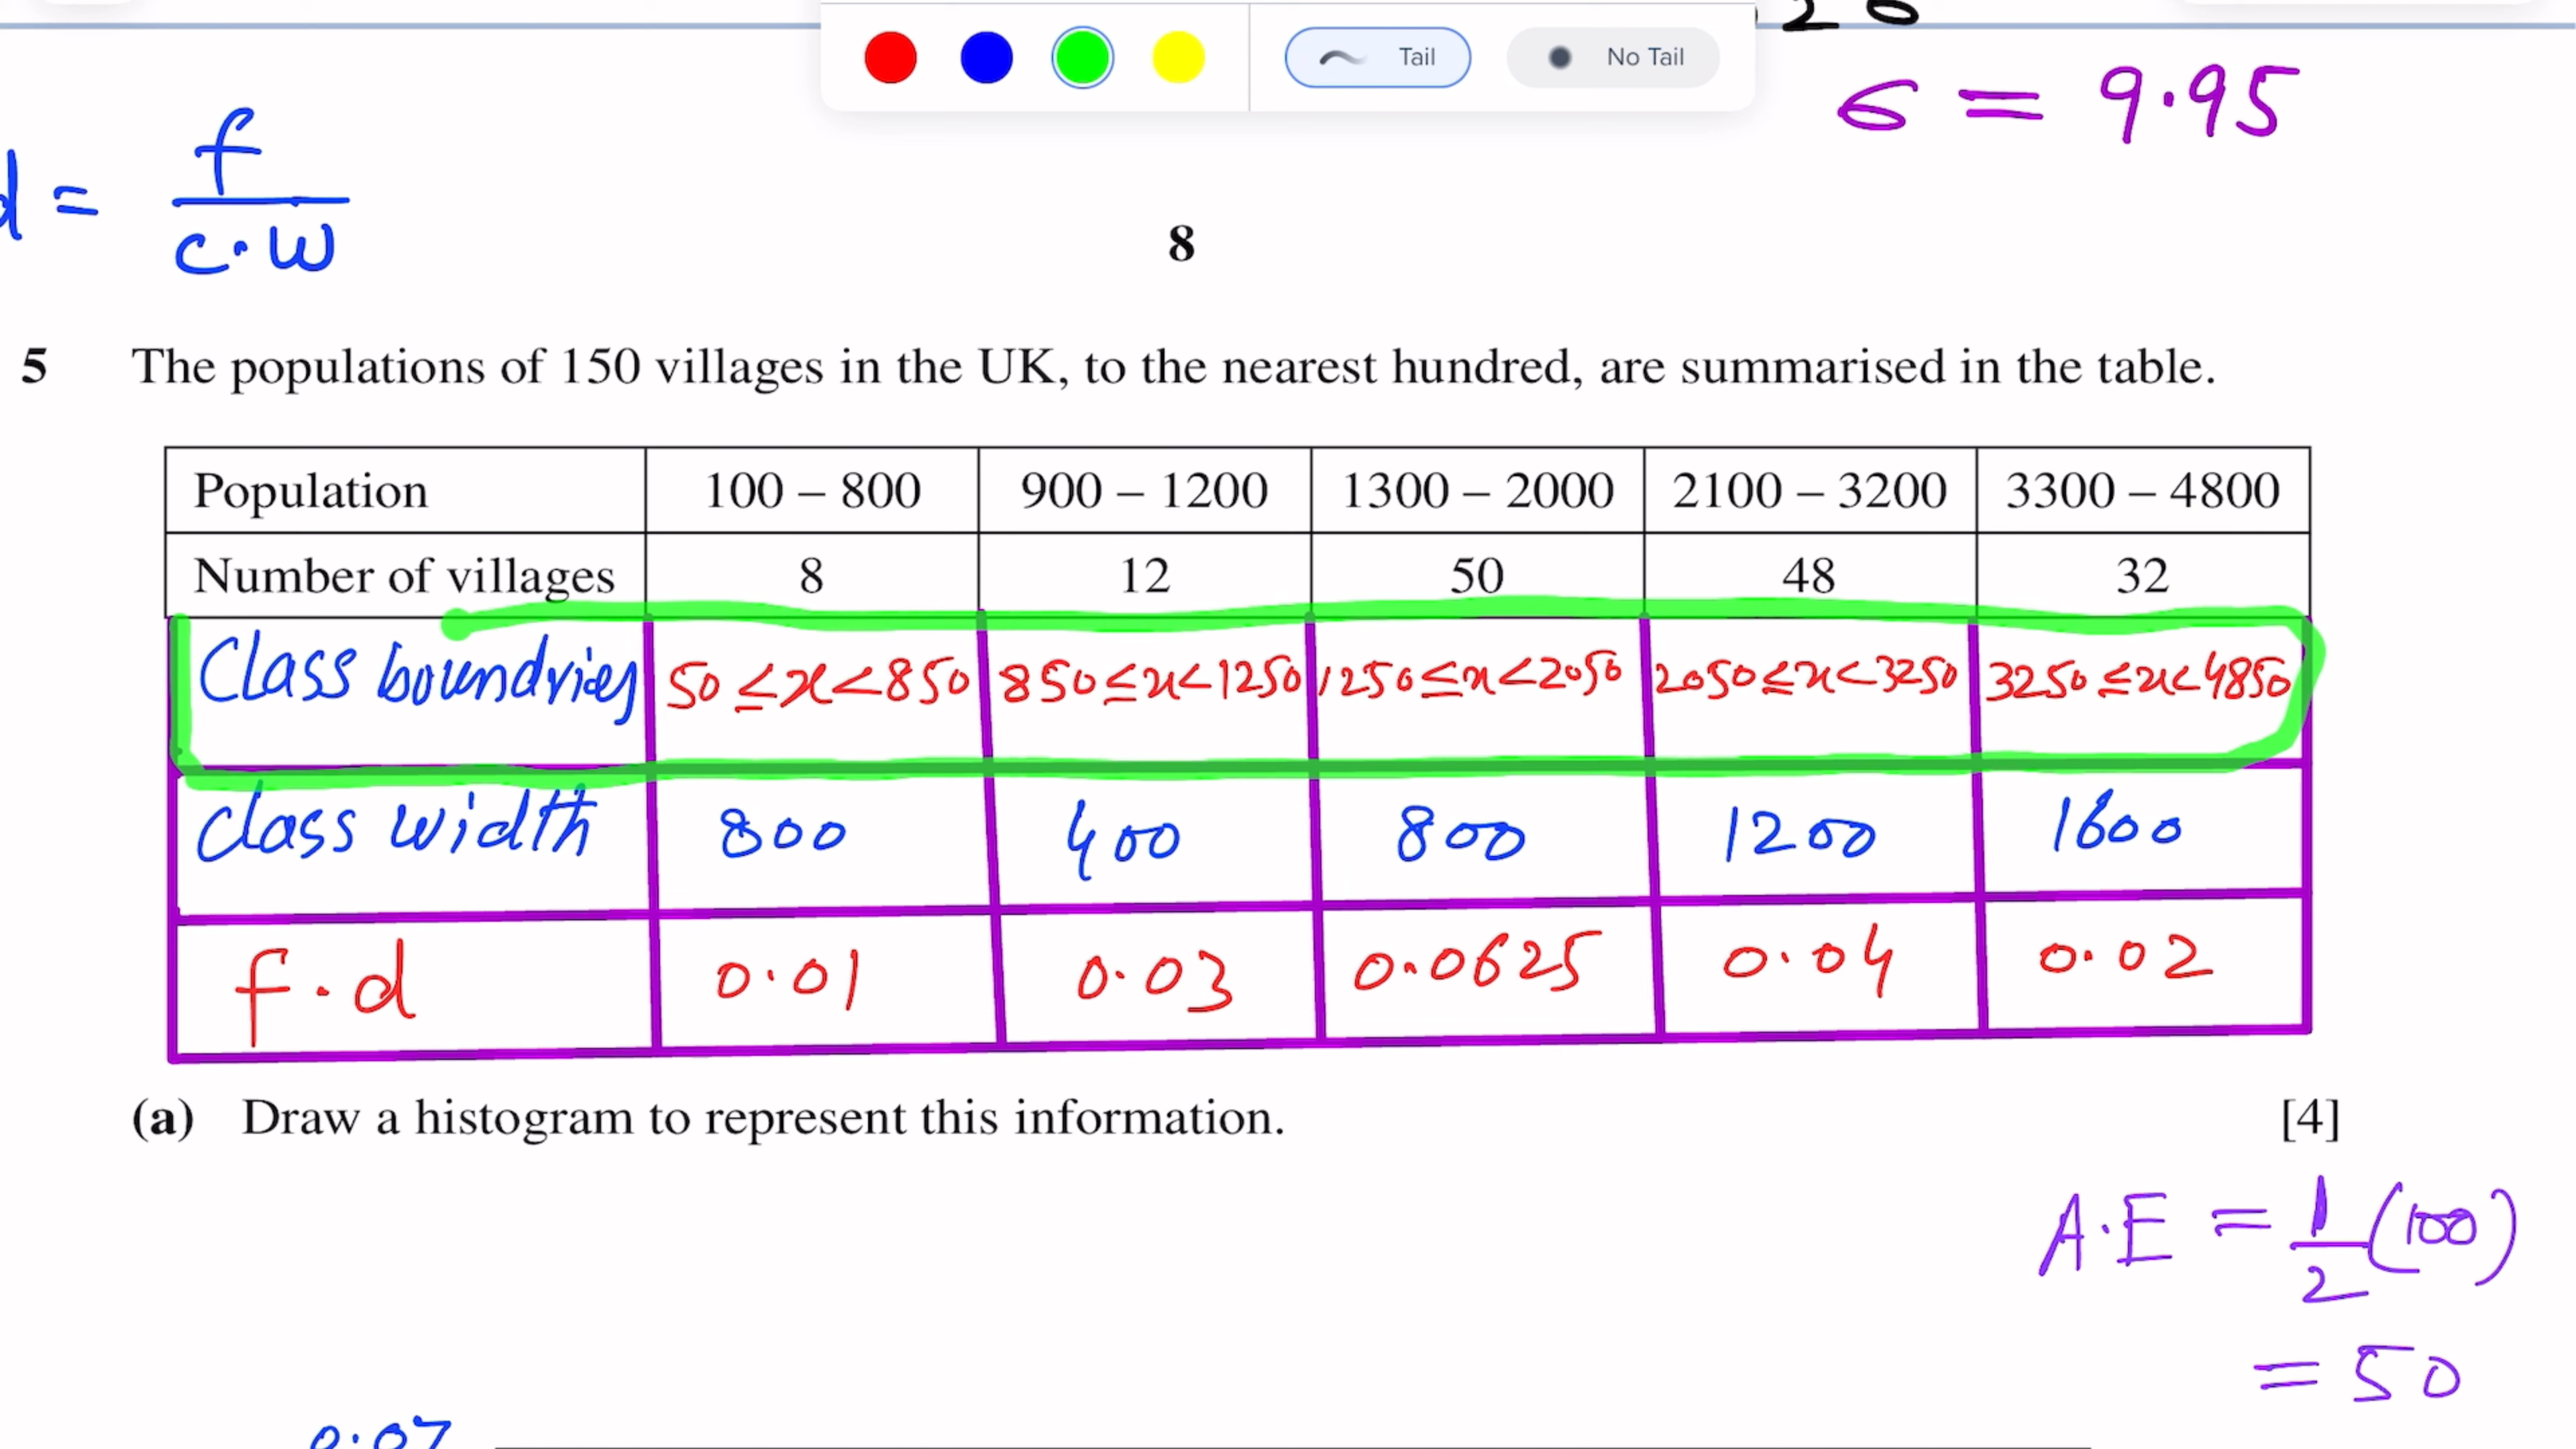 Tail No Tail
σ = 9.95
d = f
c.w
8
5 The populations of 150 villages in the UK, to the nearest hundred, are summarised in the table.
Population 100 – 800 900 – 1200 1300 – 2000 2100 – 3200 3300 – 4800
Number of villages 8 12 50 48 32
Class boundries 50 ≤ x < 850 850 ≤ x < 1250 1250 ≤ x < 2050 2050 ≤ x < 3250 3250 ≤ x < 4850
Class width 800 400 800 1200 1600
f.d 0.01 0.03 0.0625 0.04 0.02
(a) Draw a histogram to represent this information. [4]
A.E = 1/2 (100)
= 50
0.07